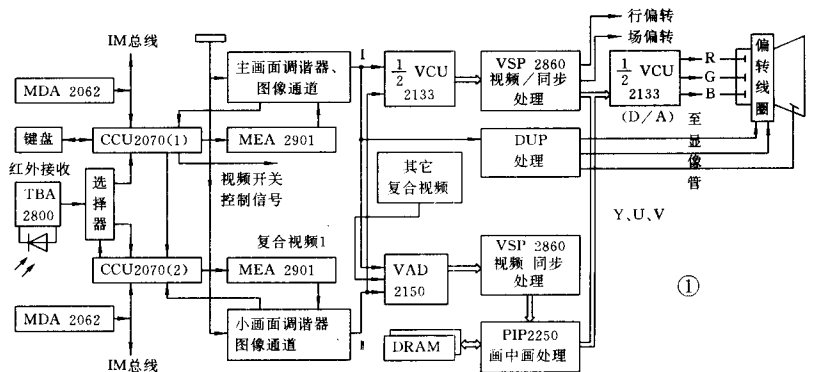 IM总线
MDA 2062
键盘
CCU2070(1)
红外接收
TBA
2800
选择器
CCU2070(2)
MDA 2062
IM总线
主画面调谐器、
图像通道
MEA 2901
视频开关
控制信号
复合视频1
MEA 2901
小画面调谐器
图像通道
I
1/2 VCU
2133
其它
复合视频
VAD
2150
DRAM
VSP 2860
视频/同步
处理
DUP
处理
VSP 2860
视频 同步
处理
PIP2250
画中画处理
行偏转
场偏转
1/2 VCU
2133
(D/A)
R
G
B
至显像管
偏转线圈
Y、U、V
①